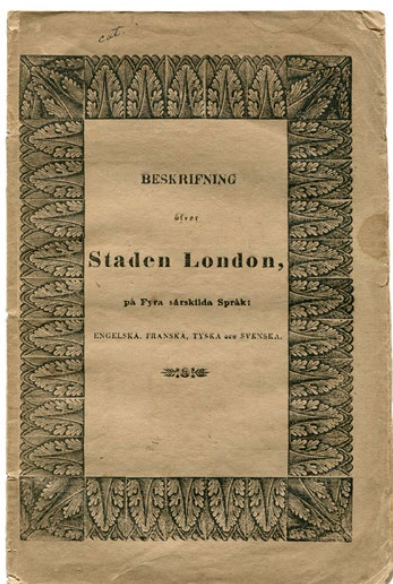 cat.
BESKRIFNING
öfver
Staden London,
på Fyra särskilda Språk:
ENGELSKA, FRANSKA, TYSKA OCH SVENSKA.